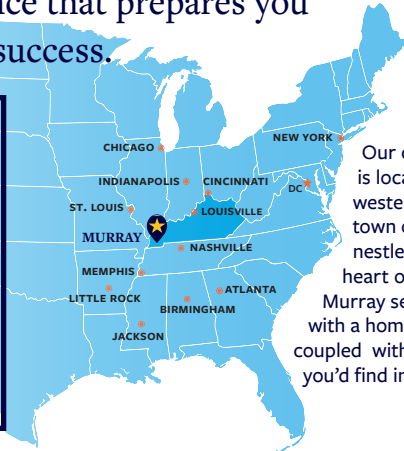 ice that prepares you
success.
CHICAGO
NEW YORK
INDIANAPOLIS
CINCINNATI
DC
ST. LOUIS
LOUISVILLE
MURRAY
NASHVILLE
MEMPHIS
LITTLE ROCK
ATLANTA
BIRMINGHAM
JACKSON
Our
is loca
weste
town
nestle
heart o
Murray se
with a hom
coupled with
you'd find in